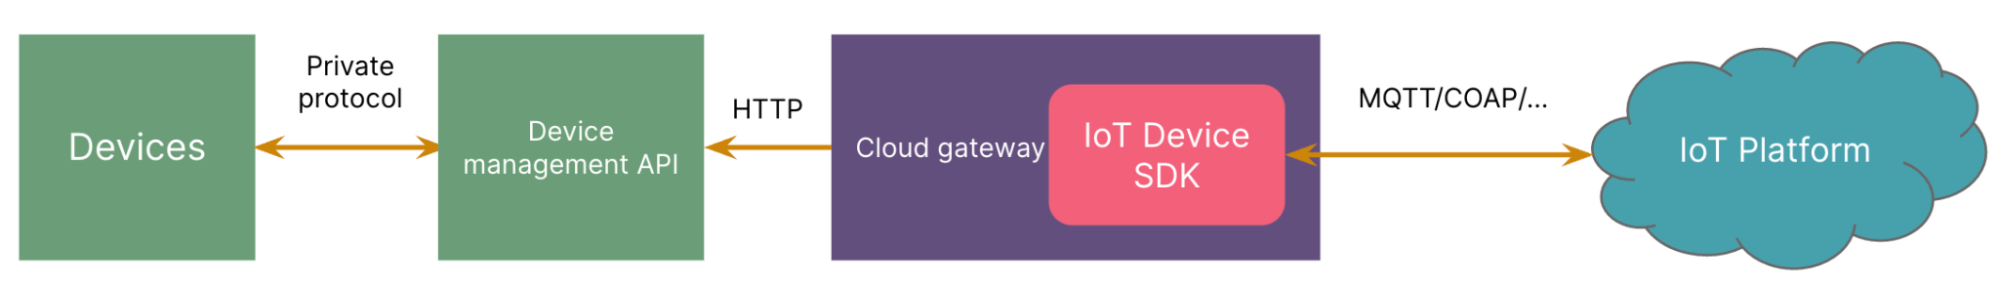 Devices
Private
protocol
Device
management API
HTTP
Cloud gateway
IoT Device
SDK
MQTT/COAP/...
IoT Platform